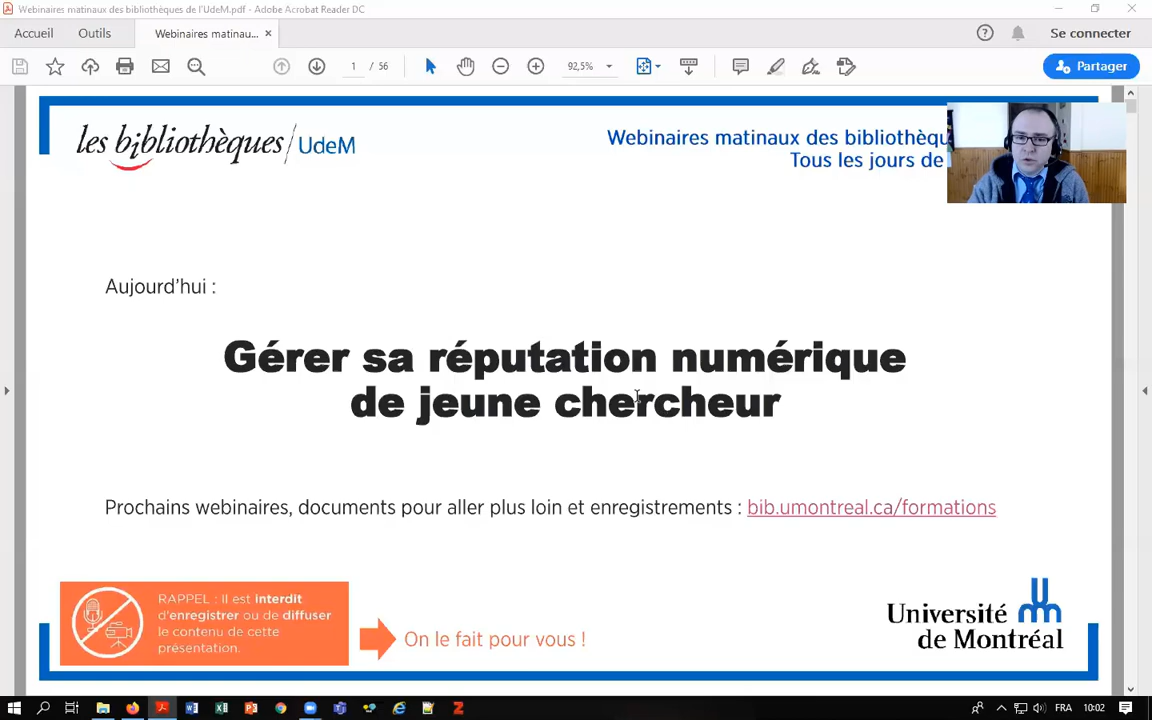 Webinaires matinaux des bibliothèques de l'UdeM.pdf - Adobe Acrobat Reader DC
Accueil
Outils
Webinaires matinau... ×
Se connecter
1 / 56
92,5%
Partager
les bibliothèques/UdeM
Webinaires matinaux des bibliothèqu
Tous les jours de
Aujourd'hui :
Gérer sa réputation numérique
de jeune chercheur
Prochains webinaires, documents pour aller plus loin et enregistrements : bib.umontreal.ca/formations
RAPPEL : Il est interdit
d'enregistrer ou de diffuser
le contenu de cette
présentation.
On le fait pour vous !
Université
de Montréal
FRA
10:02